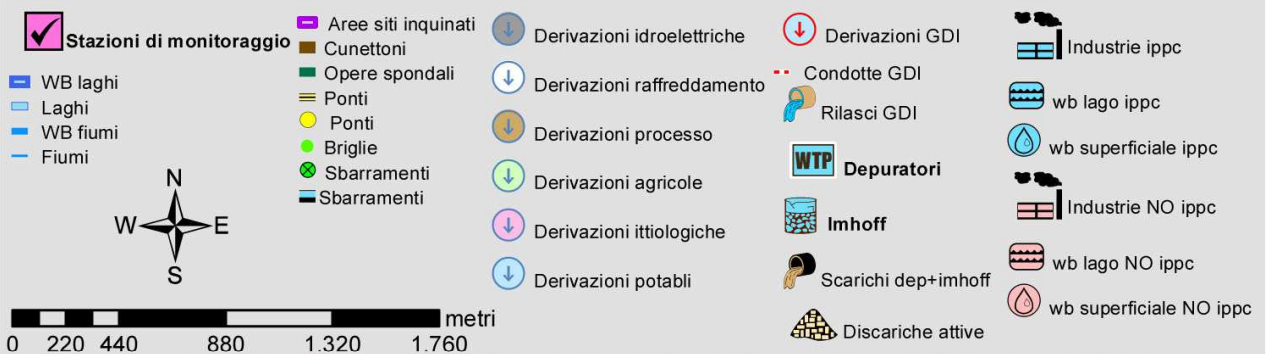 Stazioni di monitoraggio
WB laghi
Laghi
WB fiumi
Fiumi
N
W E
S
0 220 440 880 1.320 1.760
metri
Aree siti inquinati
Cunettoni
Opere spondali
Ponti
Ponti
Briglie
Sbarramenti
Sbarramenti
Derivazioni idroelettriche
Derivazioni raffreddamento
Derivazioni processo
Derivazioni agricole
Derivazioni ittiologiche
Derivazioni potabli
Derivazioni GDI
Condotte GDI
Rilasci GDI
WTP Depuratori
Imhoff
Scarichi dep+imhoff
Discariche attive
Industrie ippc
wb lago ippc
wb superficiale ippc
Industrie NO ippc
wb lago NO ippc
wb superficiale NO ippc